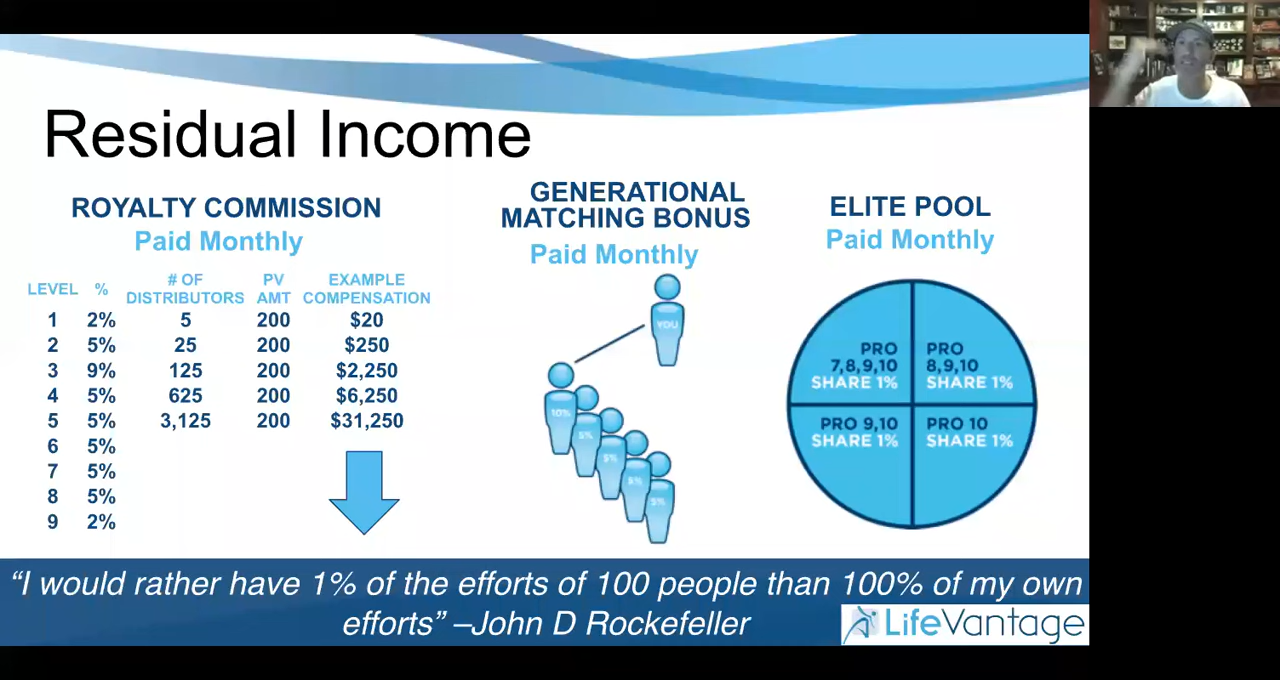 Residual Income
ROYALTY COMMISSION
Paid Monthly
LEVEL % # OF DISTRIBUTORS PV AMT EXAMPLE COMPENSATION
1 2% 5 200 $20
2 5% 25 200 $250
3 9% 125 200 $2,250
4 5% 625 200 $6,250
5 5% 3,125 200 $31,250
6 5%
7 5%
8 5%
9 2%
GENERATIONAL
MATCHING BONUS
Paid Monthly
YOU
10%
5%
5%
5%
5%
ELITE POOL
Paid Monthly
PRO
7,8,9,10
SHARE 1%
PRO
8,9,10
SHARE 1%
PRO 9,10
SHARE 1%
PRO 10
SHARE 1%
“I would rather have 1% of the efforts of 100 people than 100% of my own
efforts” –John D Rockefeller
LifeVantage